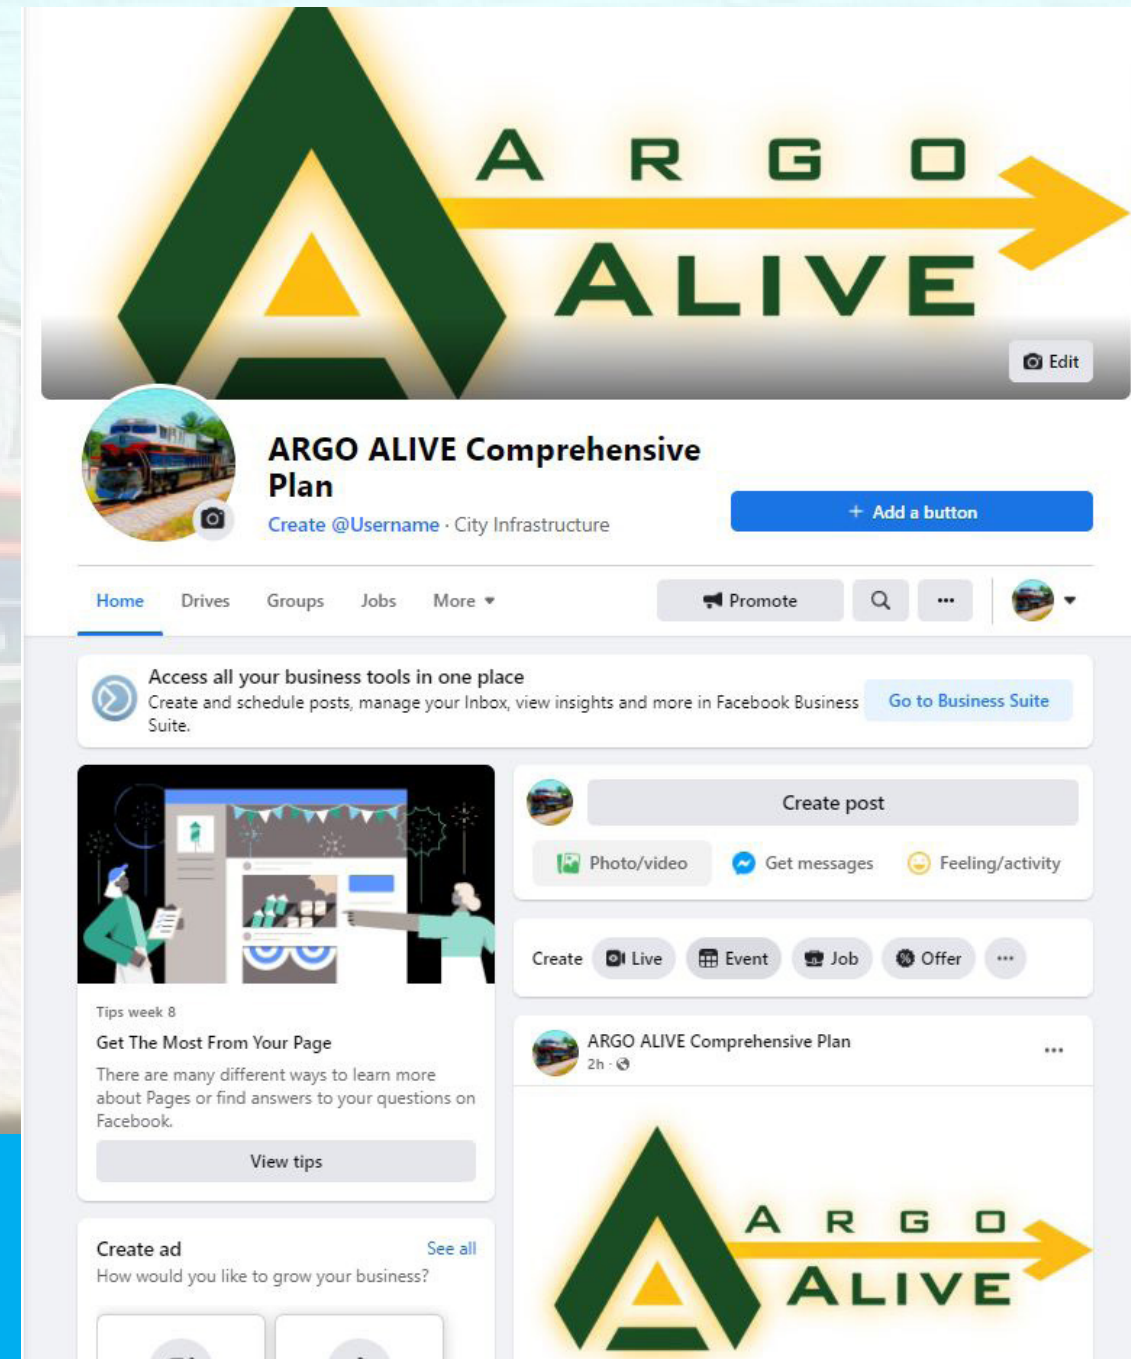 ARGO
ALIVE
Edit
ARGO ALIVE Comprehensive
Plan
Create @Username · City Infrastructure
+ Add a button
Home Drives Groups Jobs More
Promote
Access all your business tools in one place
Create and schedule posts, manage your Inbox, view insights and more in Facebook Business
Suite.
Go to Business Suite
Create post
Photo/video Get messages Feeling/activity
Create Live Event Job Offer
Tips week 8
Get The Most From Your Page
There are many different ways to learn more
about Pages or find answers to your questions on
Facebook.
View tips
ARGO ALIVE Comprehensive Plan
2h ·
ARGO
ALIVE
Create ad See all
How would you like to grow your business?